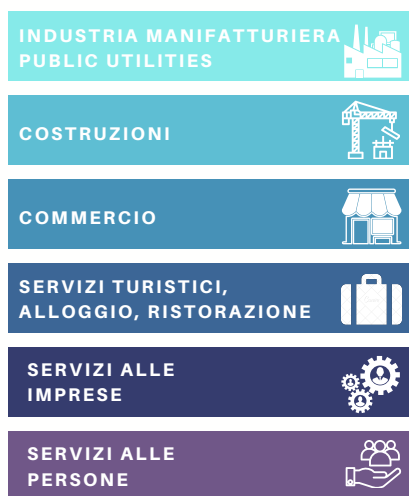 INDUSTRIA MANIFATTURIERA
PUBLIC UTILITIES
COSTRUZIONI
COMMERCIO
SERVIZI TURISTICI,
ALLOGGIO, RISTORAZIONE
SERVIZI ALLE
IMPRESE
SERVIZI ALLE
PERSONE